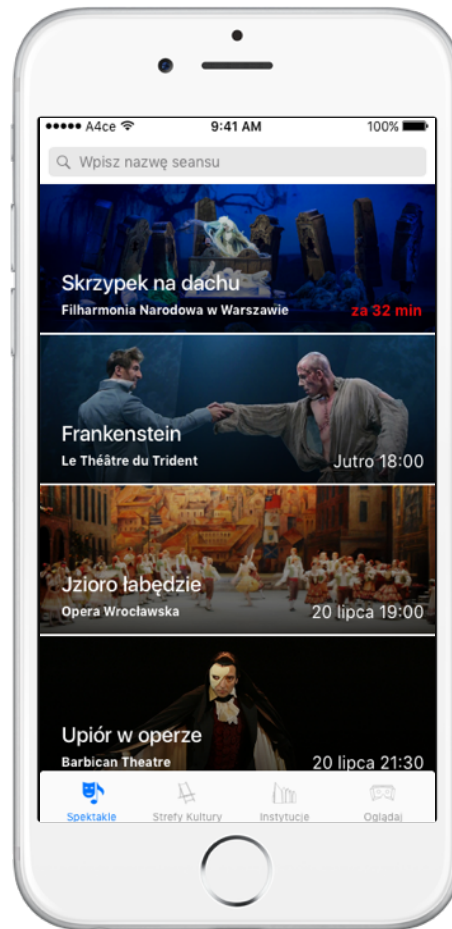 ●●●●● A4ce 9:41 AM 100%
Wpisz nazwę seansu
Skrzypek na dachu
Filharmonia Narodowa w Warszawie za 32 min
Frankenstein
Le Théâtre du Trident Jutro 18:00
Jzioro łabędzie
Opera Wrocławska 20 lipca 19:00
Upiór w operze
Barbican Theatre 20 lipca 21:30
Spektakle Strefy Kultury Instytucje Oglądaj